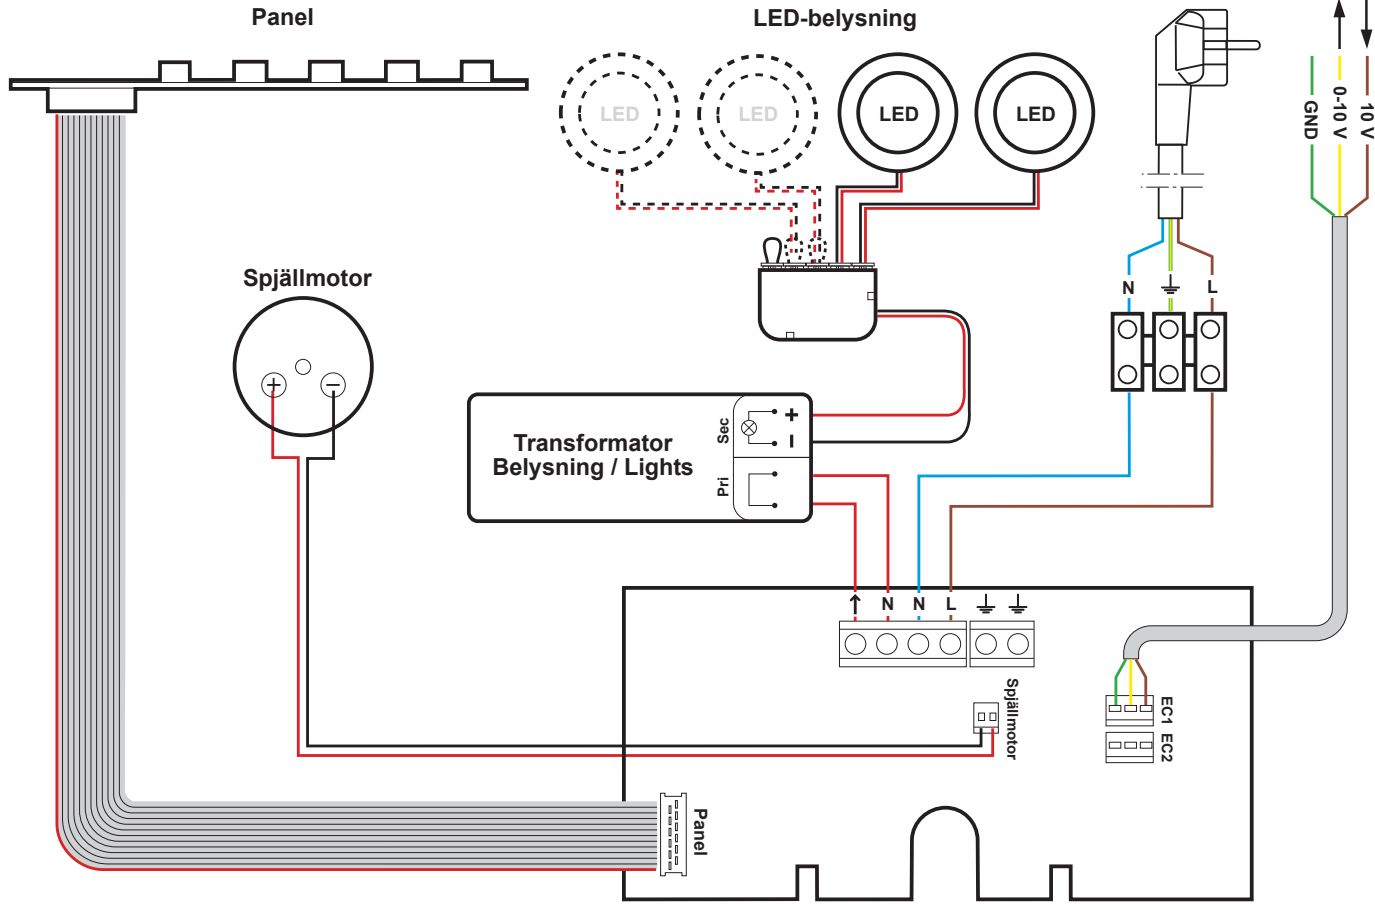 Panel
LED-belysning
LED
LED
LED
LED
GND
0-10 V
10 V
Spjällmotor
N
L
Transformator
Belysning / Lights
Sec
+
−
Pri
+
−
N
N
L
Spjällmotor
EC1
EC2
Panel